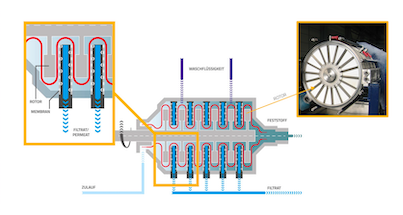 WASCHFLÜSSIGKEIT
ROTOR
ROTOR
MEMBRAN
FILTRAT/
PERMEAT
FESTSTOFF
ZULAUF
FILTRAT